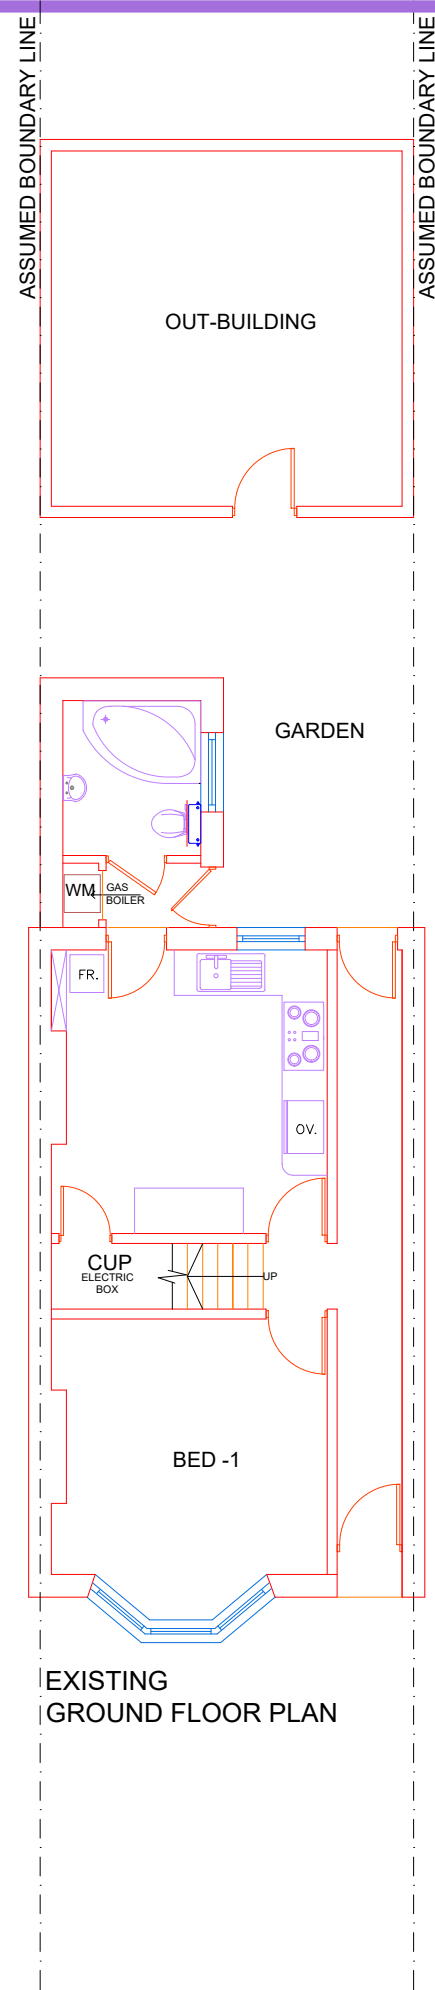 ASSUMED BOUNDARY LINE
ASSUMED BOUNDARY LINE
OUT-BUILDING
GARDEN
WM
GAS
BOILER
FR.
OV.
CUP
ELECTRIC
BOX
UP
BED -1
EXISTING
GROUND FLOOR PLAN